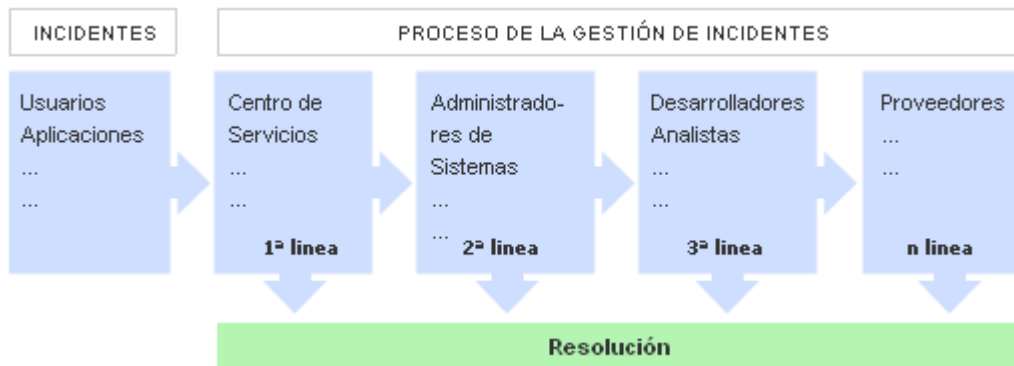 INCIDENTES
PROCESO DE LA GESTIÓN DE INCIDENTES
Usuarios
Aplicaciones
...
...
Centro de
Servicios
...
...
1ª linea
Administrado-
res de
Sistemas
...
...
2ª linea
Desarrolladores
Analistas
...
...
3ª linea
Proveedores
...
...
n linea
Resolución